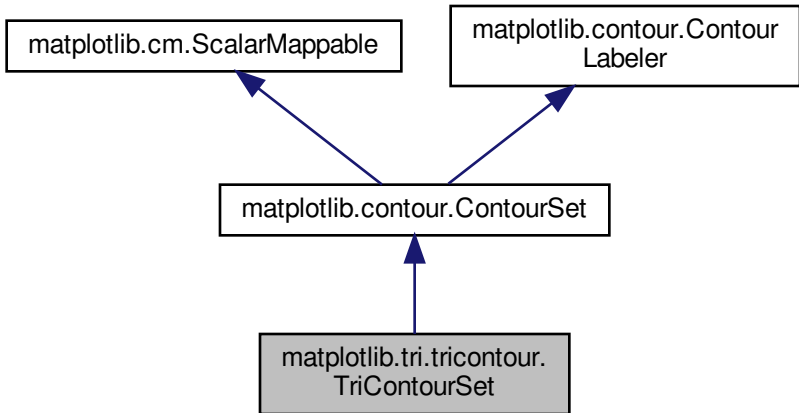 matplotlib.cm.ScalarMappable
matplotlib.contour.Contour
Labeler
matplotlib.contour.ContourSet
matplotlib.tri.tricontour.
TriContourSet